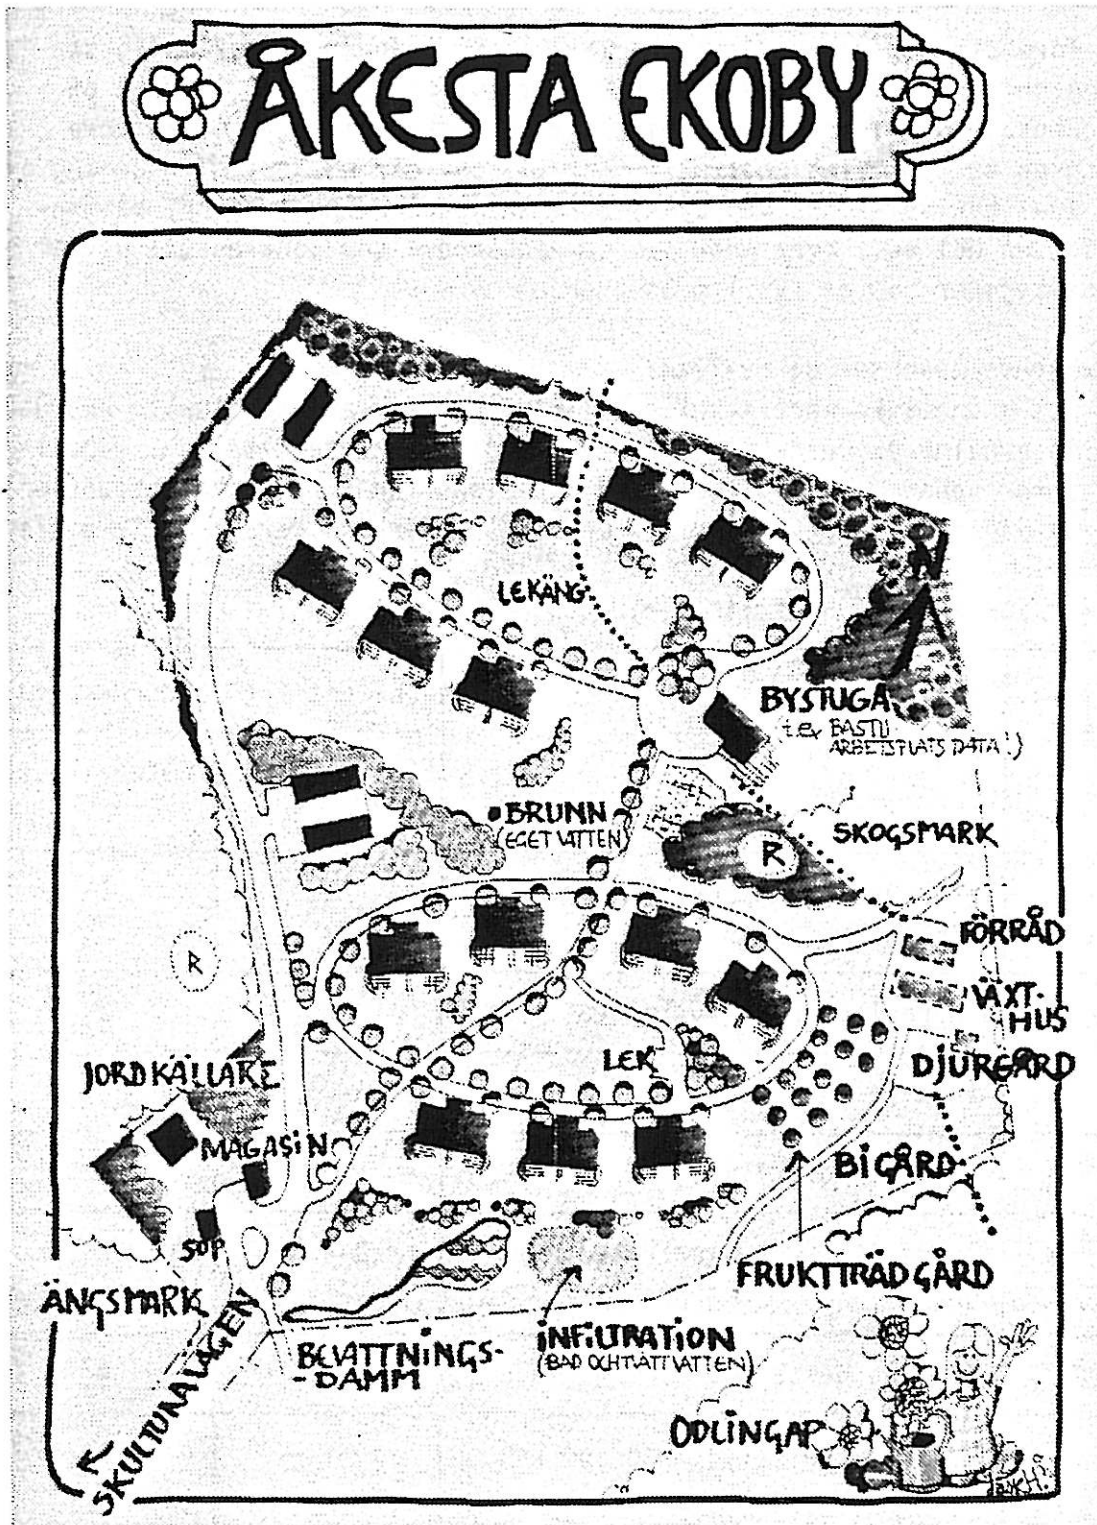 ÅKESTA EKOBY
N
LEKÄNG
BYSTUGA
t.ex BASTU
ARBETSPLATS DATA!)
BRUNN
(EGET VATTEN)
SKOGSMARK
R
FÖRRÅD
VÄXT-
HUS
R
DJURGÅRD
LEK
JORDKÄLLARE
MAGASIN
BIGÅRD
SOP
FRUKTTRÄDGÅRD
ÄNGSMARK
INFILTRATION
(BAD OCH TVÄTTVATTEN)
BEVATTNINGS-
-DAMM
SKULTUNAVÄGEN
ODLINGAR